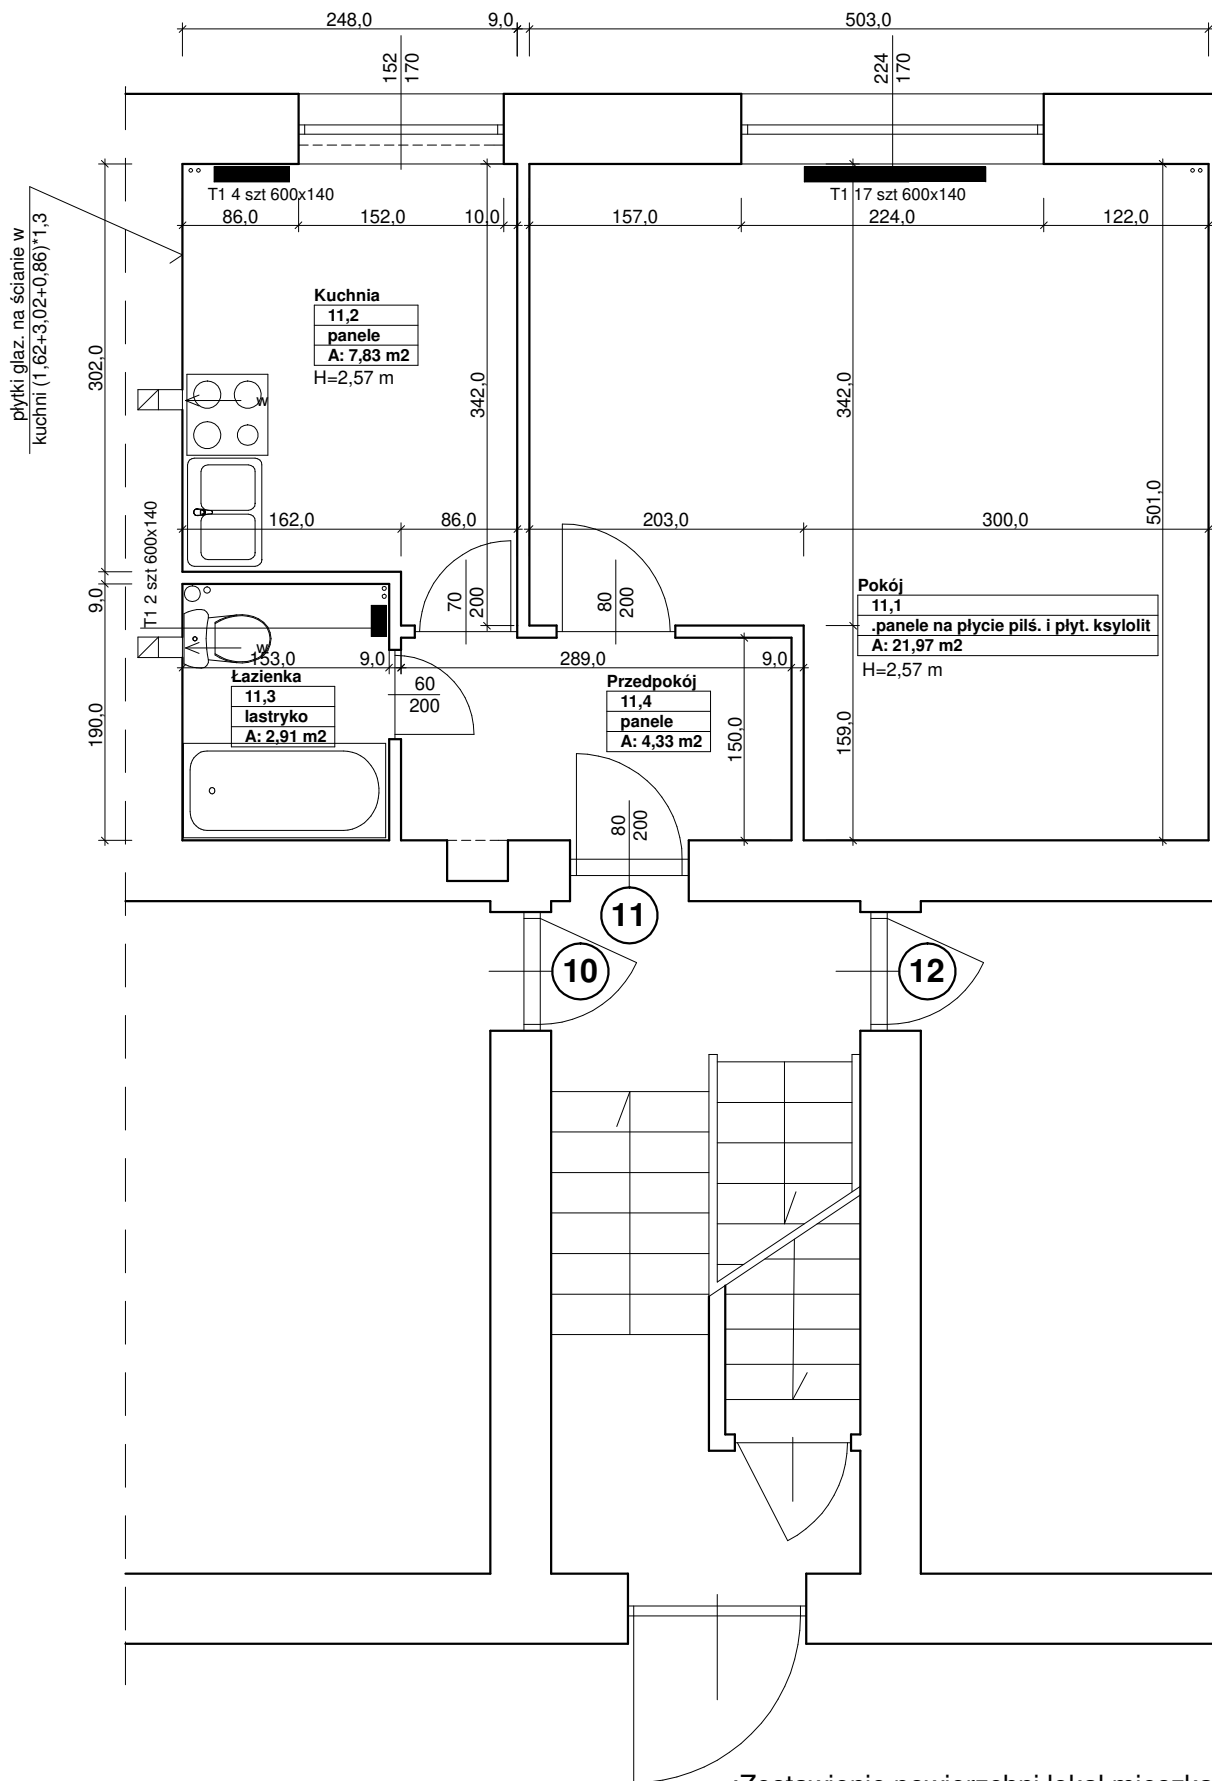 248,0 9,0 503,0
152 170
224 170
T1 4 szt 600x140
T1 17 szt 600x140
86,0 152,0 10,0 157,0 224,0 122,0
płytki glaz. na ścianie w
kuchni (1,62+3,02+0,86)*1,3
Kuchnia
11,2
panele
A: 7,83 m2
H=2,57 m
302,0
342,0
342,0
w
501,0
162,0 86,0 203,0 300,0
T1 2 szt 600x140
9,0
70
200
80
200
Pokój
11,1
.panele na płycie pilś. i płyt. ksylolit
A: 21,97 m2
H=2,57 m
w
153,0 9,0 289,0 9,0
Łazienka
11,3
lastryko
A: 2,91 m2
60
200
Przedpokój
11,4
panele
A: 4,33 m2
190,0
150,0
159,0
80
200
11
10
12